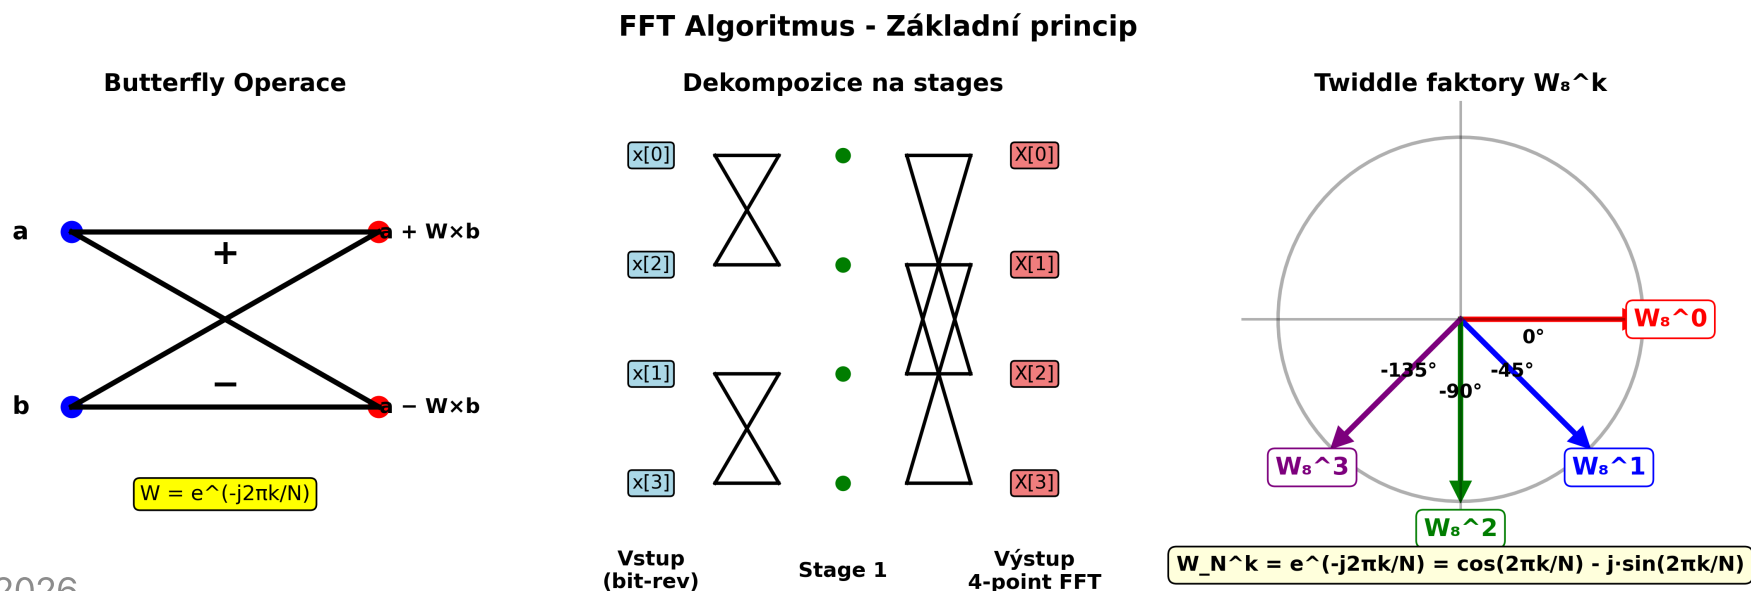 FFT Algoritmus - Základní princip
Butterfly Operace
a
+
a + W×b
b
−
a − W×b
W = e^(-j2πk/N)
Dekompozice na stages
x[0]
X[0]
x[2]
X[1]
x[1]
X[2]
x[3]
X[3]
Vstup
(bit-rev)
Stage 1
Výstup
4-point FFT
Twiddle faktory W₈^k
W₈^0
0°
-135°
-45°
-90°
W₈^3
W₈^1
W₈^2
W_N^k = e^(-j2πk/N) = cos(2πk/N) - j·sin(2πk/N)
2026